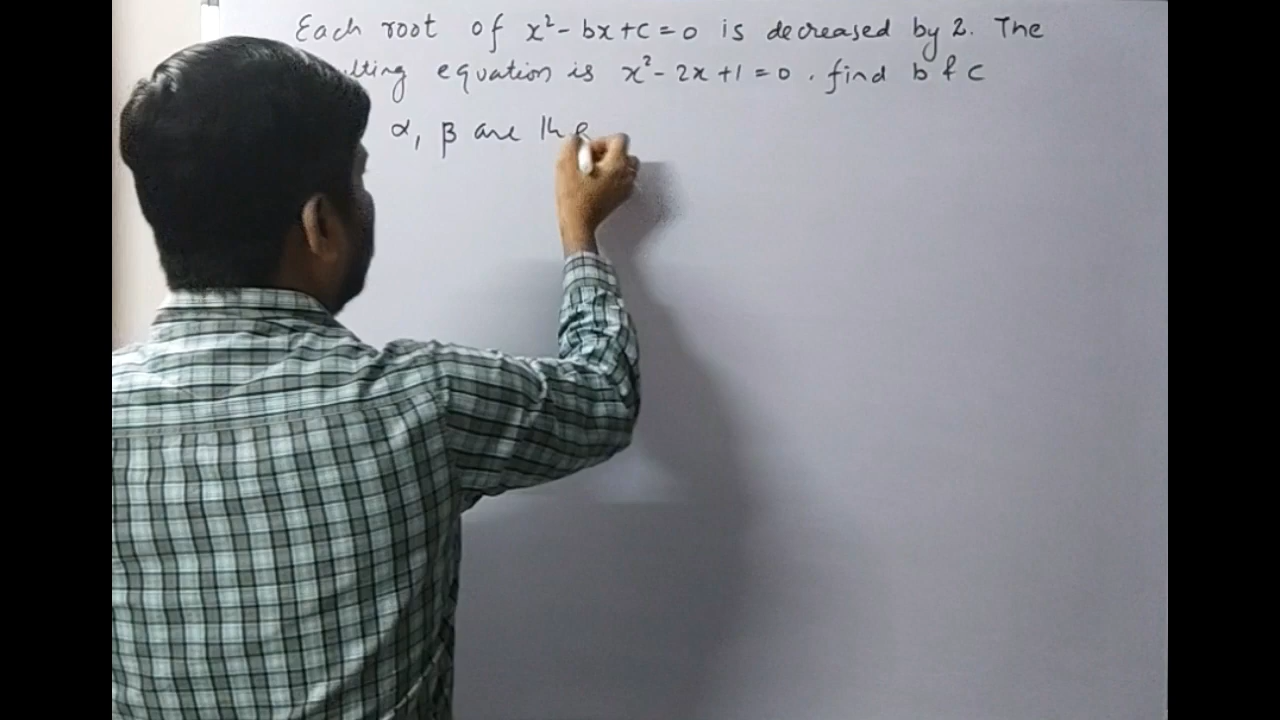 Each root of x² - bx + c = 0 is decreased by 2. The
equation is x² - 2x + 1 = 0. find b & c
α, β are the